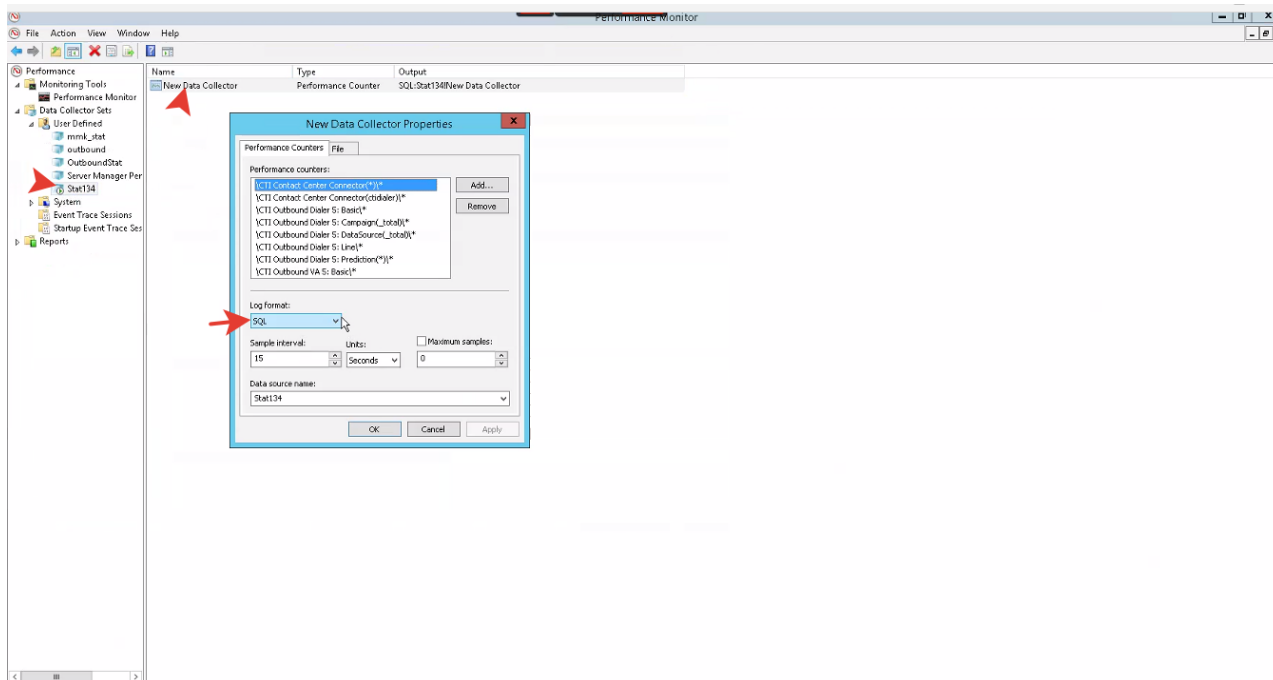 Performance Monitor
File Action View Window Help
Performance
Monitoring Tools
Performance Monitor
Data Collector Sets
User Defined
mmk_stat
outbound
OutboundStat
Server Manager Per
Stat134
System
Event Trace Sessions
Startup Event Trace Ses
Reports
Name Type Output
New Data Collector Performance Counter SQL:Stat134!New Data Collector
New Data Collector Properties
Performance Counters File
Performance counters:
\CTI Contact Center Connector(*)\*
\CTI Contact Center Connector(ctidialer)\*
\CTI Outbound Dialer 5: Basic\*
\CTI Outbound Dialer 5: Campaign(_total)\*
\CTI Outbound Dialer 5: DataSource(_total)\*
\CTI Outbound Dialer 5: Line\*
\CTI Outbound Dialer 5: Prediction(*)\*
\CTI Outbound VA 5: Basic\*
Add...
Remove
Log format:
SQL
Sample interval: Units: Maximum samples:
15 Seconds 0
Data source name:
Stat134
OK Cancel Apply